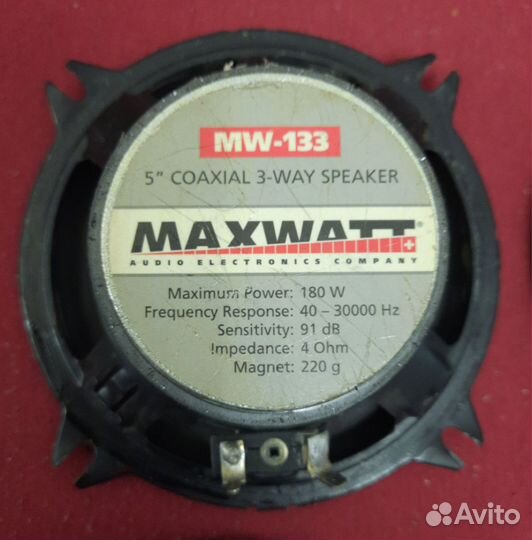 MW-133
5" COAXIAL 3-WAY SPEAKER
MAXWATT
AUDIO ELECTRONICS COMPANY
Maximum Power: 180 W
Frequency Response: 40 – 30000 Hz
Sensitivity: 91 dB
Impedance: 4 Ohm
Magnet: 220 g
Avito